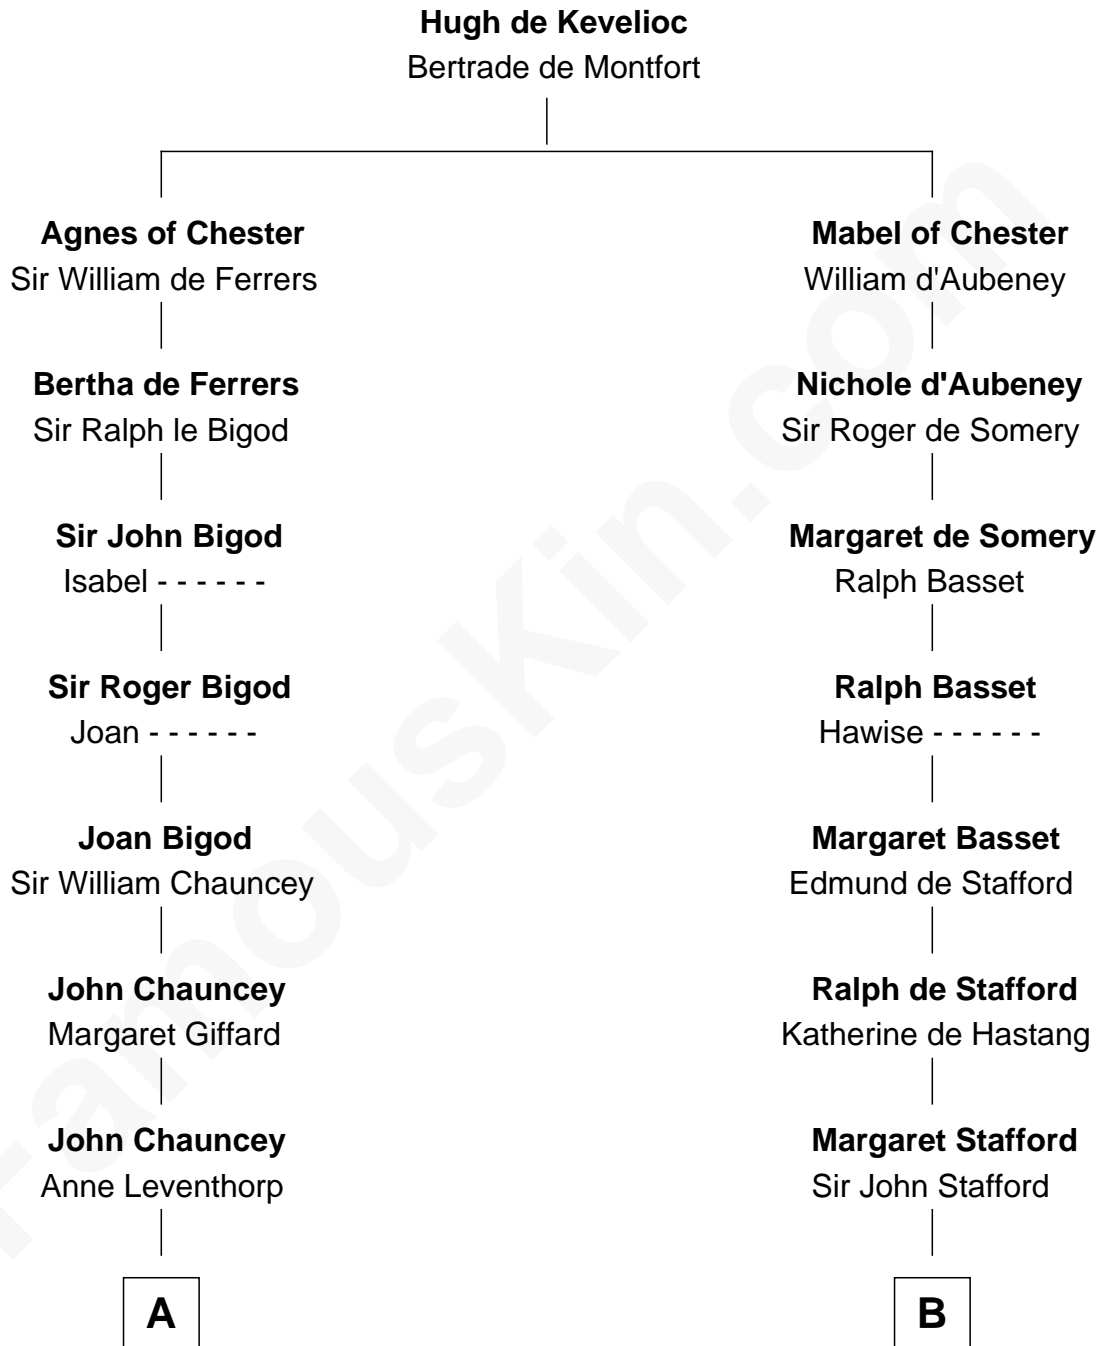 Hugh de Kevelioc
Bertrade de Montfort
Agnes of Chester
Sir William de Ferrers
Mabel of Chester
William d'Aubeney
Bertha de Ferrers
Sir Ralph le Bigod
Nichole d'Aubeney
Sir Roger de Somery
Sir John Bigod
Isabel - - - - - -
Margaret de Somery
Ralph Basset
Sir Roger Bigod
Joan - - - - - -
Ralph Basset
Hawise - - - - - -
Joan Bigod
Sir William Chauncey
Margaret Basset
Edmund de Stafford
John Chauncey
Margaret Giffard
Ralph de Stafford
Katherine de Hastang
John Chauncey
Anne Leventhorp
Margaret Stafford
Sir John Stafford
A
B
FamousKin.com